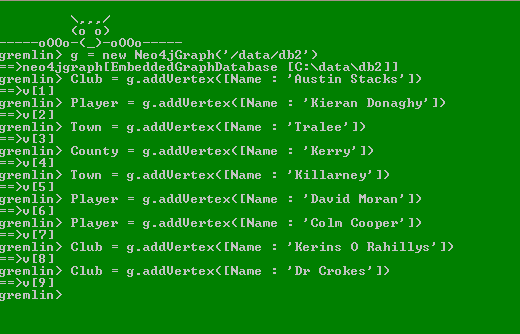 \,,,/
         (o o)
-----oOOo-(_)-oOOo-----
gremlin> g = new Neo4jGraph('/data/db2')
==>neo4jgraph[EmbeddedGraphDatabase [C:\data\db2]]
gremlin> Club = g.addVertex([Name : 'Austin Stacks'])
==>v[1]
gremlin> Player = g.addVertex([Name : 'Kieran Donaghy'])
==>v[2]
gremlin> Town = g.addVertex([Name : 'Tralee'])
==>v[3]
gremlin> County = g.addVertex([Name : 'Kerry'])
==>v[4]
gremlin> Town = g.addVertex([Name : 'Killarney'])
==>v[5]
gremlin> Player = g.addVertex([Name : 'David Moran'])
==>v[6]
gremlin> Player = g.addVertex([Name : 'Colm Cooper'])
==>v[7]
gremlin> Club = g.addVertex([Name : 'Kerins O Rahillys'])
==>v[8]
gremlin> Club = g.addVertex([Name : 'Dr Crokes'])
==>v[9]
gremlin>